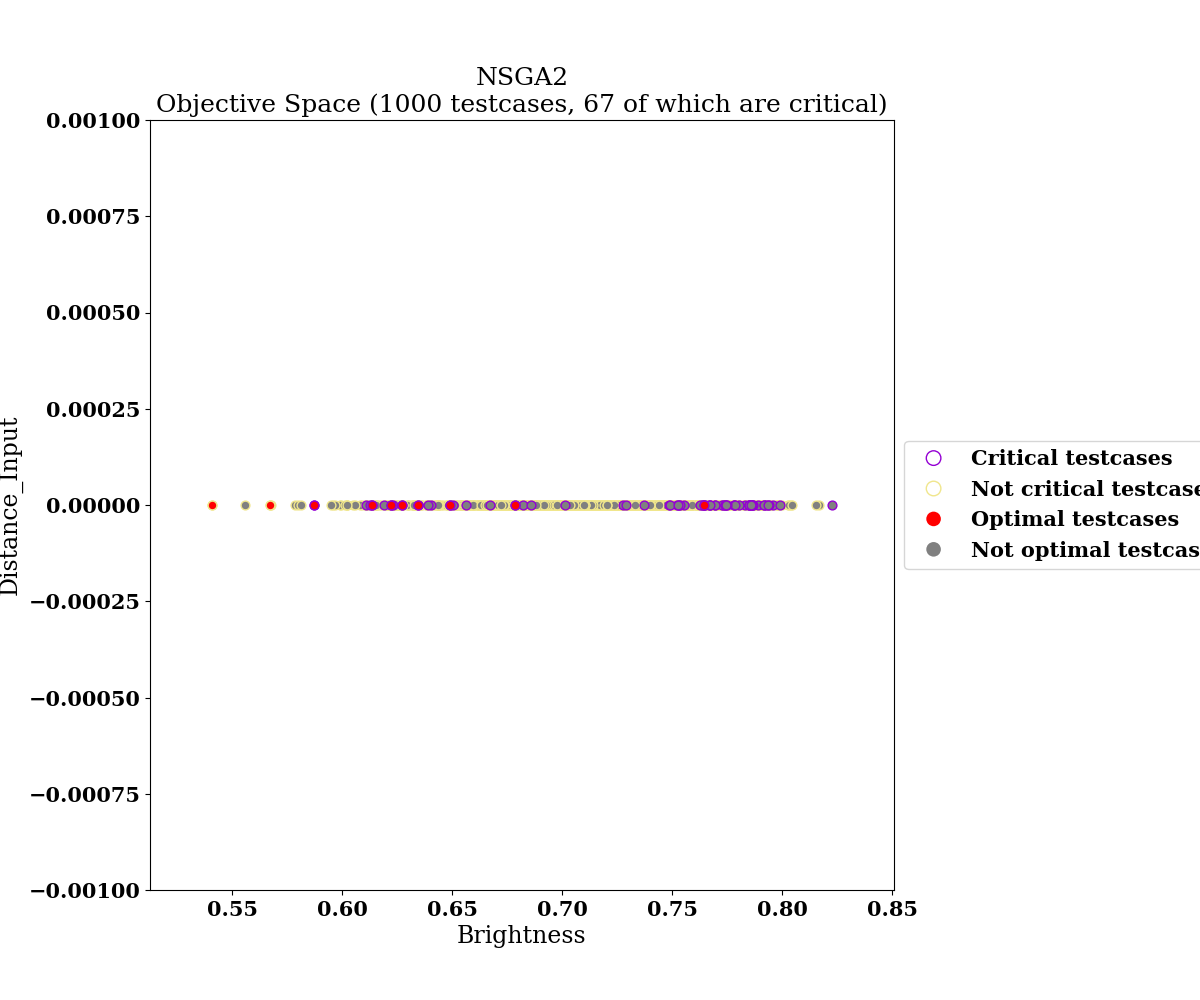 NSGA2
Objective Space (1000 testcases, 67 of which are critical)
0.00100
0.00075
0.00050
0.00025
0.00000
−0.00025
−0.00050
−0.00075
−0.00100
Distance_Input
0.55 0.60 0.65 0.70 0.75 0.80 0.85
Brightness
Critical testcases
Not critical testcase
Optimal testcases
Not optimal testcas